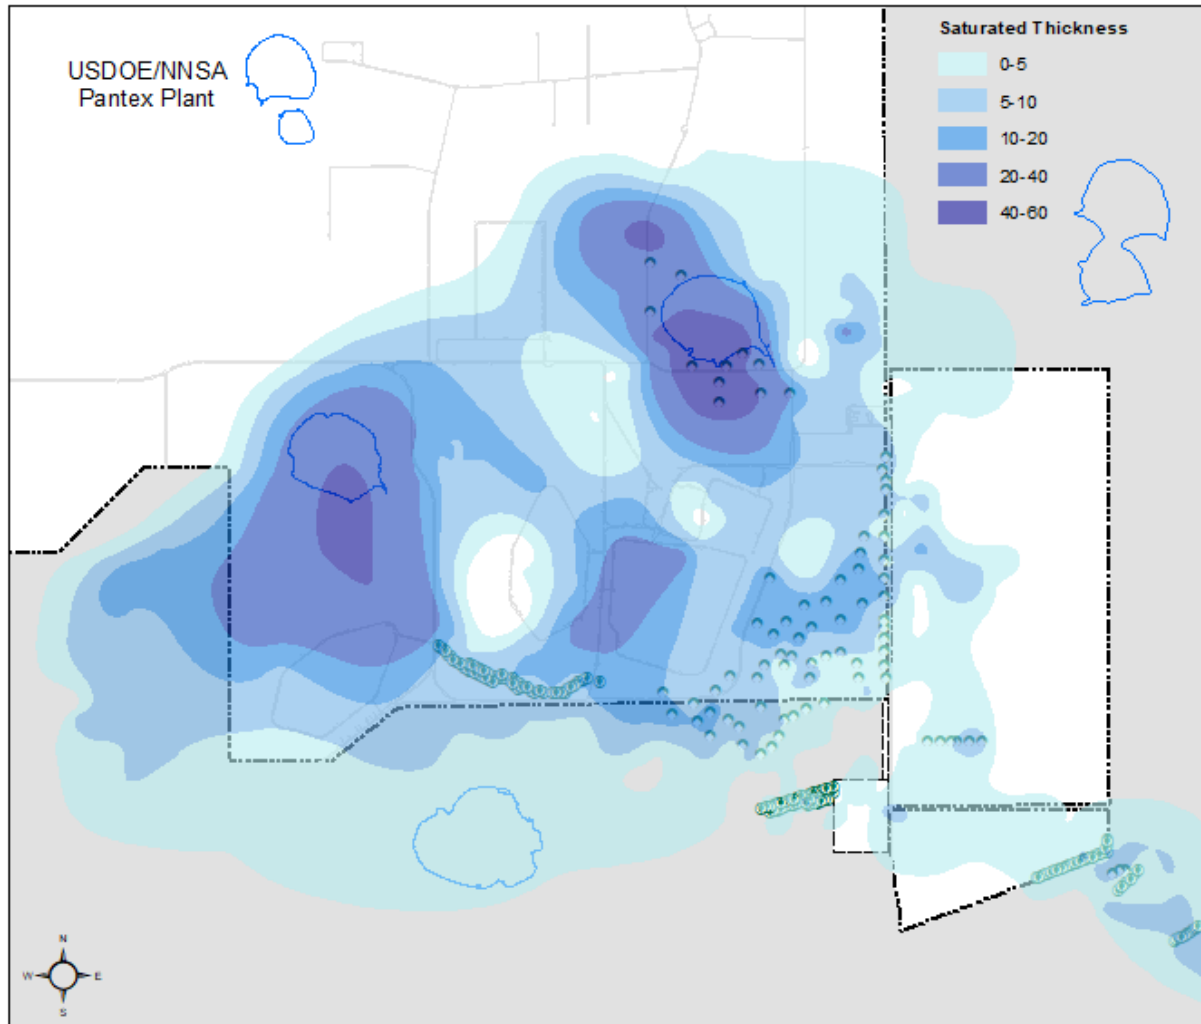 USDOE/NNSA
Pantex Plant
Saturated Thickness
0-5
5-10
10-20
20-40
40-60
N
W E
S